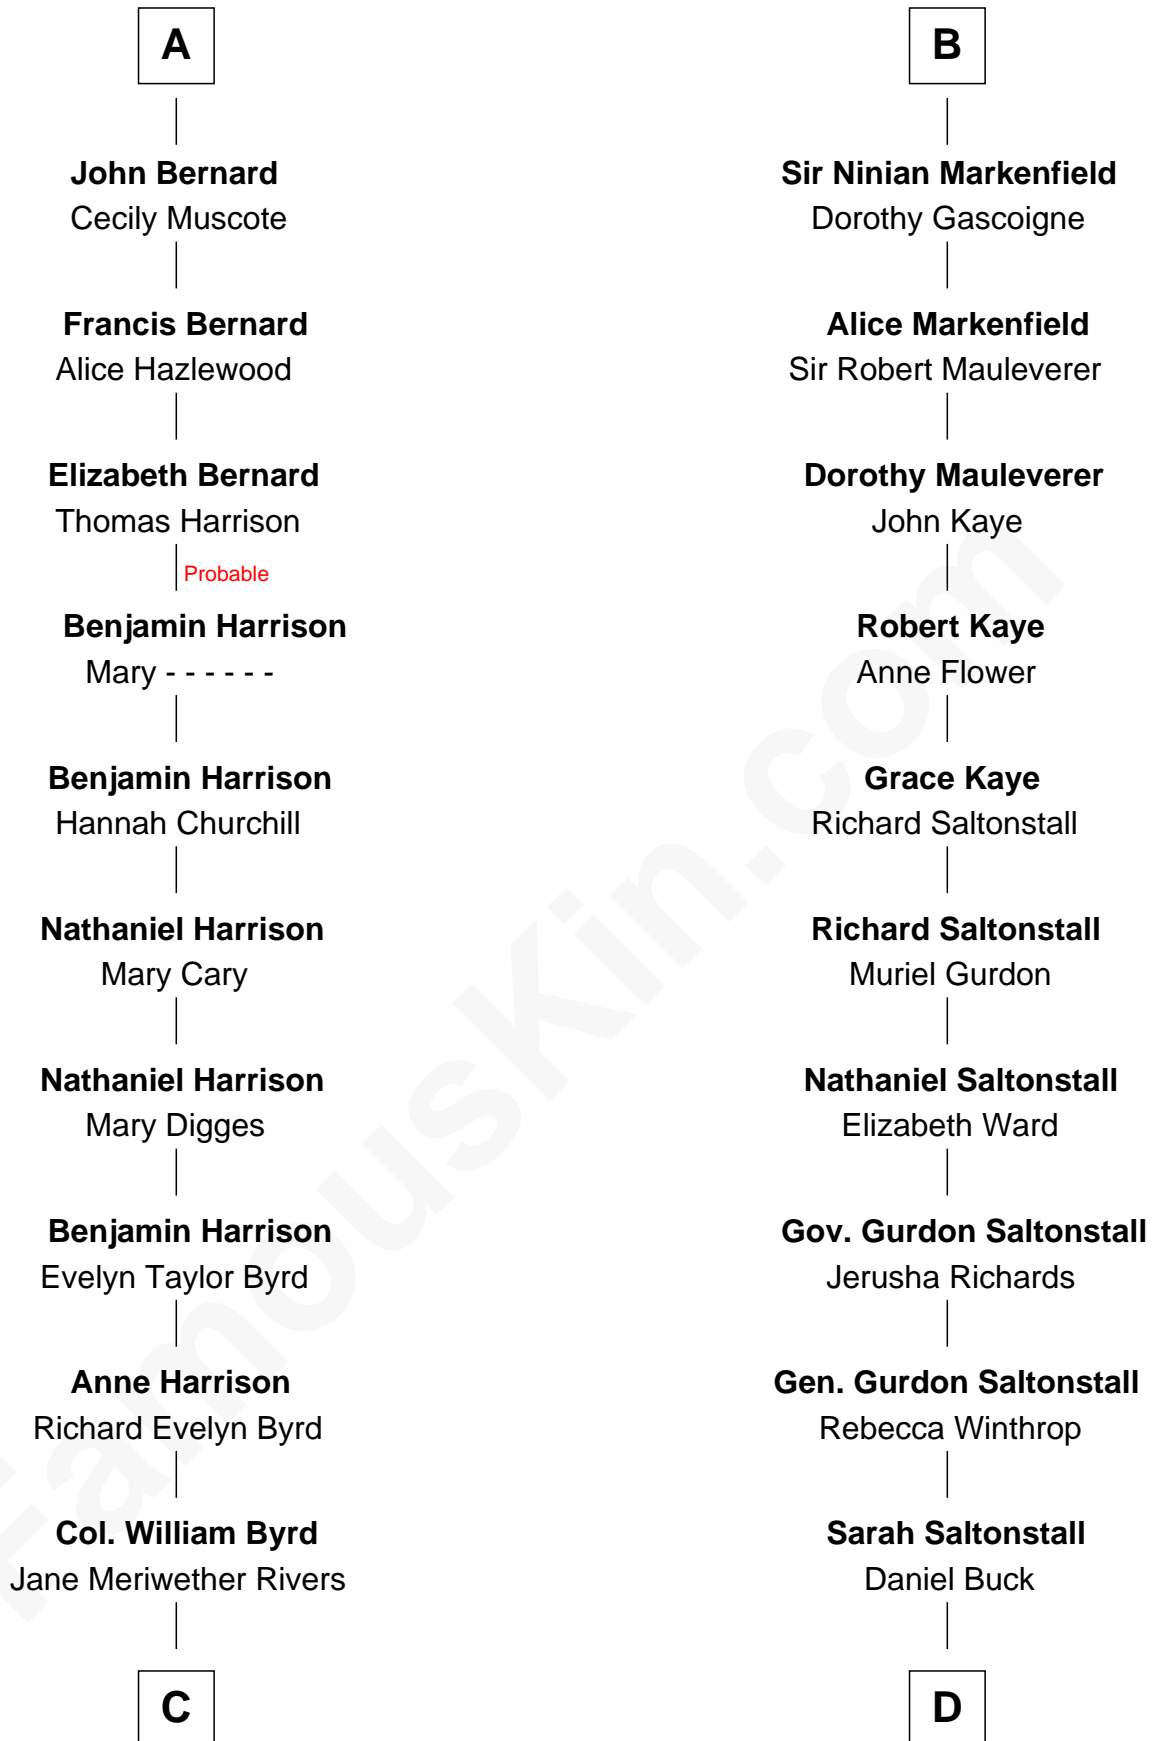 A
John Bernard
Cecily Muscote
Francis Bernard
Alice Hazlewood
Elizabeth Bernard
Thomas Harrison
Probable
Benjamin Harrison
Mary - - - - - -
Benjamin Harrison
Hannah Churchill
Nathaniel Harrison
Mary Cary
Nathaniel Harrison
Mary Digges
Benjamin Harrison
Evelyn Taylor Byrd
Anne Harrison
Richard Evelyn Byrd
Col. William Byrd
Jane Meriwether Rivers
C
B
Sir Ninian Markenfield
Dorothy Gascoigne
Alice Markenfield
Sir Robert Mauleverer
Dorothy Mauleverer
John Kaye
Robert Kaye
Anne Flower
Grace Kaye
Richard Saltonstall
Richard Saltonstall
Muriel Gurdon
Nathaniel Saltonstall
Elizabeth Ward
Gov. Gurdon Saltonstall
Jerusha Richards
Gen. Gurdon Saltonstall
Rebecca Winthrop
Sarah Saltonstall
Daniel Buck
D
FamousKin.com